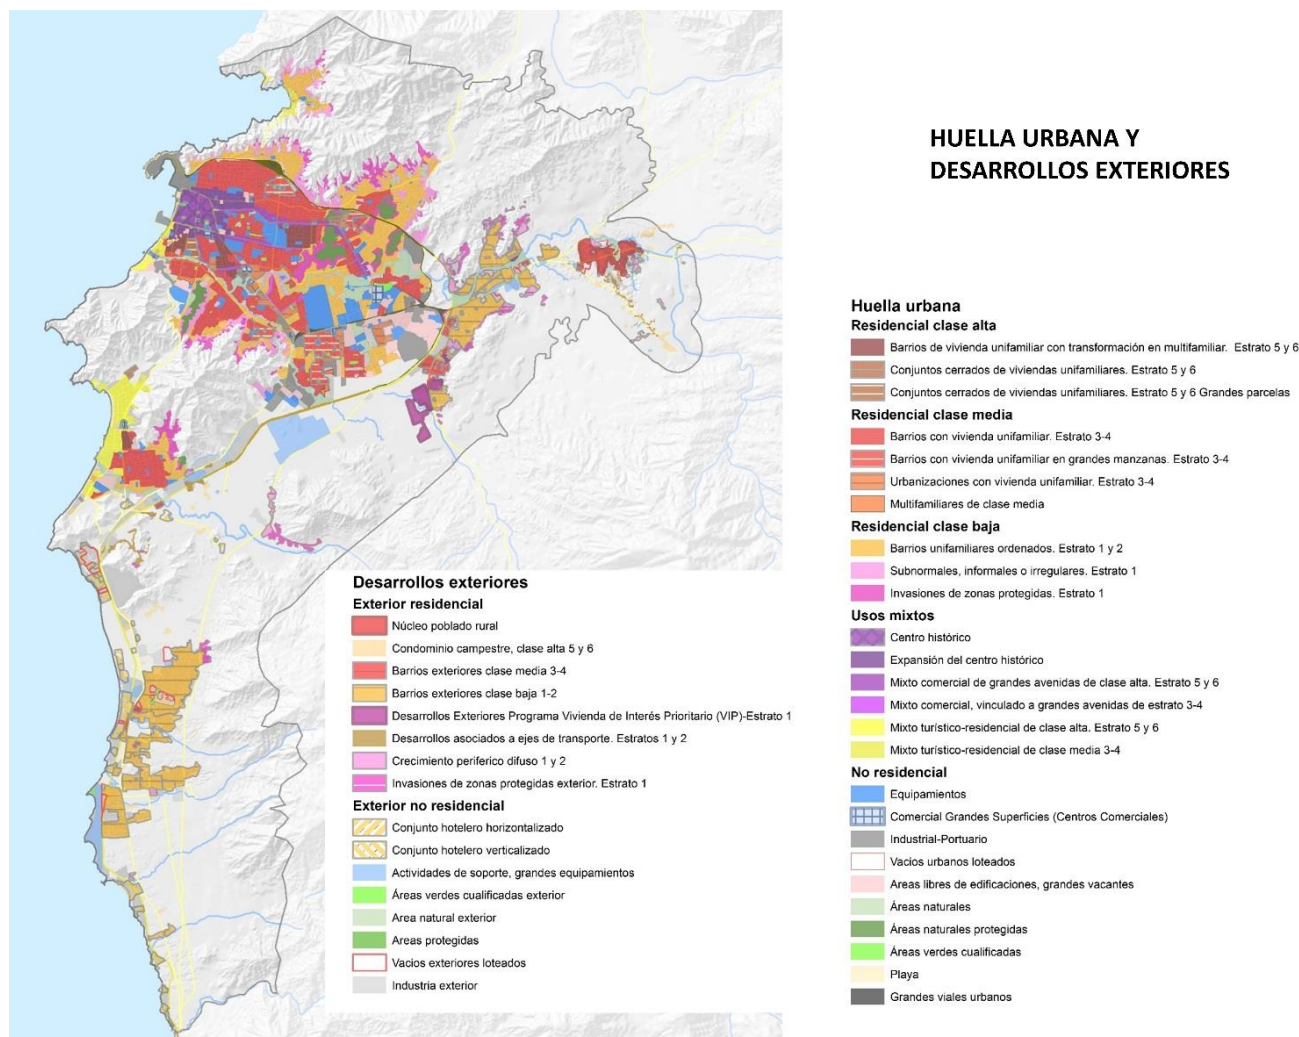 HUELLA URBANA Y
DESARROLLOS EXTERIORES
Huella urbana
Residencial clase alta
Barrios de vivienda unifamiliar con transformación en multifamiliar. Estrato 5 y 6
Conjuntos cerrados de viviendas unifamiliares. Estrato 5 y 6
Conjuntos cerrados de viviendas unifamiliares. Estrato 5 y 6 Grandes parcelas
Residencial clase media
Barrios con vivienda unifamiliar. Estrato 3-4
Barrios con vivienda unifamiliar en grandes manzanas. Estrato 3-4
Urbanizaciones con vivienda unifamiliar. Estrato 3-4
Multifamiliares de clase media
Residencial clase baja
Barrios unifamiliares ordenados. Estrato 1 y 2
Subnormales, informales o irregulares. Estrato 1
Invasiones de zonas protegidas. Estrato 1
Usos mixtos
Centro histórico
Expansión del centro histórico
Mixto comercial de grandes avenidas de clase alta. Estrato 5 y 6
Mixto comercial, vinculado a grandes avenidas de estrato 3-4
Mixto turístico-residencial de clase alta. Estrato 5 y 6
Mixto turístico-residencial de clase media 3-4
No residencial
Equipamientos
Comercial Grandes Superficies (Centros Comerciales)
Industrial-Portuario
Vacios urbanos loteados
Areas libres de edificaciones, grandes vacantes
Áreas naturales
Áreas naturales protegidas
Áreas verdes cualificadas
Playa
Grandes viales urbanos
Desarrollos exteriores
Exterior residencial
Núcleo poblado rural
Condominio campestre, clase alta 5 y 6
Barrios exteriores clase media 3-4
Barrios exteriores clase baja 1-2
Desarrollos Exteriores Programa Vivienda de Interés Prioritario (VIP)-Estrato 1
Desarrollos asociados a ejes de transporte. Estratos 1 y 2
Crecimiento periferico difuso 1 y 2
Invasiones de zonas protegidas exterior. Estrato 1
Exterior no residencial
Conjunto hotelero horizontalizado
Conjunto hotelero verticalizado
Actividades de soporte, grandes equipamientos
Áreas verdes cualificadas exterior
Area natural exterior
Areas protegidas
Vacios exteriores loteados
Industria exterior